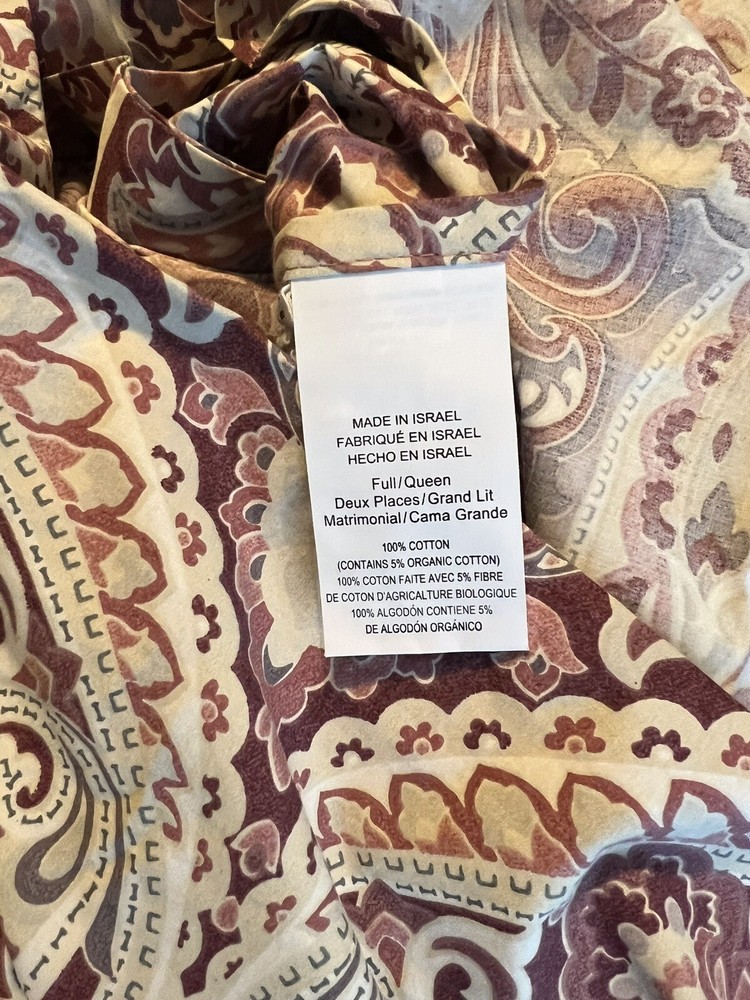 MADE IN ISRAEL
FABRIQUÉ EN ISRAEL
HECHO EN ISRAEL
Full/Queen
Deux Places/Grand Lit
Matrimonial/Cama Grande
100% COTTON
(CONTAINS 5% ORGANIC COTTON)
100% COTON FAITE AVEC 5% FIBRE
DE COTON D'AGRICULTURE BIOLOGIQUE
100% ALGODÓN CONTIENE 5%
DE ALGODÓN ORGÁNICO